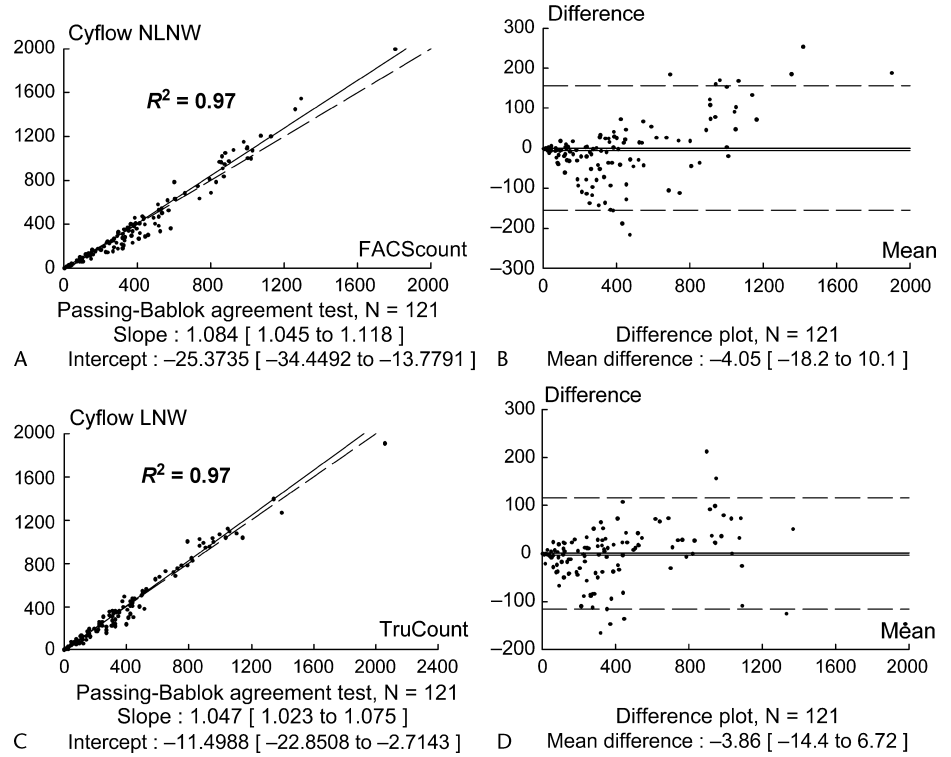 Cyflow NLNW
2000
1600
1200
800
400
0
R² = 0.97
FACScount
400
800
1200
1600
2000
Passing-Bablok agreement test, N = 121
Slope : 1.084 [ 1.045 to 1.118 ]
A Intercept : –25.3735 [ –34.4492 to –13.7791 ]
Difference
300
200
100
0
–100
–200
–300
Mean
0
400
800
1200
1600
2000
Difference plot, N = 121
B Mean difference : –4.05 [ –18.2 to 10.1 ]
Cyflow LNW
2000
1600
1200
800
400
0
R² = 0.97
TruCount
0
400
800
1200
1600
2000
2400
Passing-Bablok agreement test, N = 121
Slope : 1.047 [ 1.023 to 1.075 ]
C Intercept : –11.4988 [ –22.8508 to –2.7143 ]
Difference
300
200
100
0
–100
–200
Mean
0
400
800
1200
1600
2000
Difference plot, N = 121
D Mean difference : –3.86 [ –14.4 to 6.72 ]